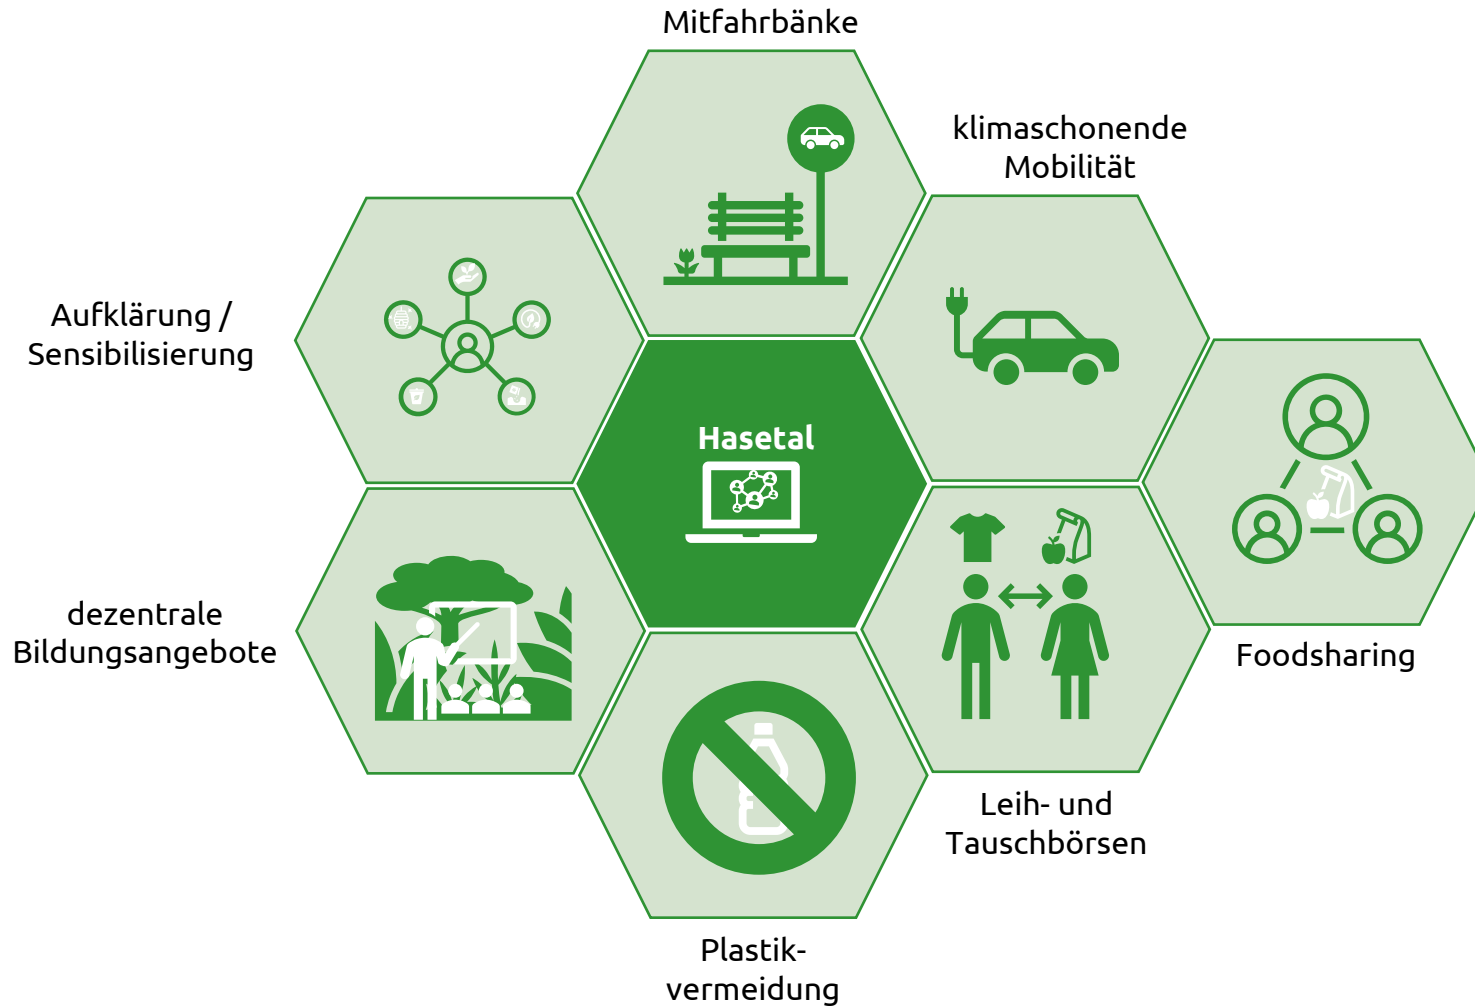 Mitfahrbänke
klimaschonende
Mobilität
Aufklärung /
Sensibilisierung
Hasetal
dezentrale
Bildungsangebote
Foodsharing
Leih- und
Tauschbörsen
Plastik-
vermeidung